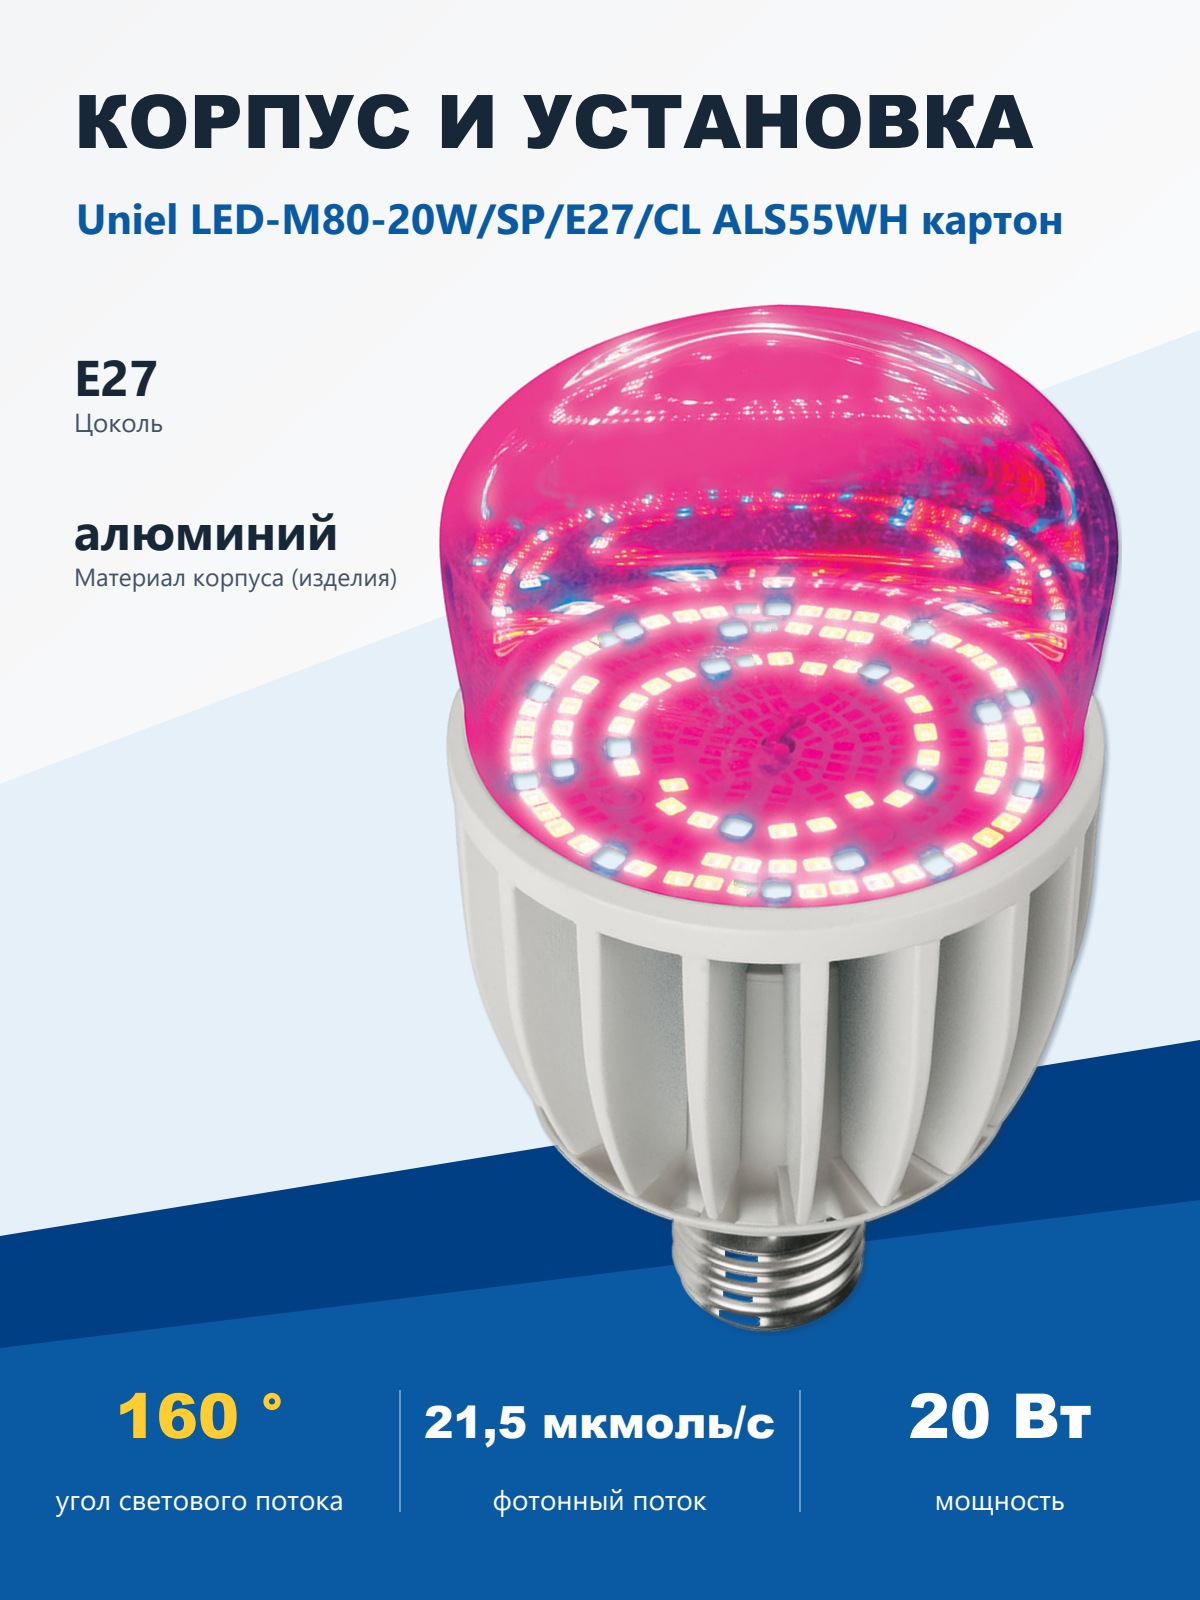 КОРПУС И УСТАНОВКА
Uniel LED-M80-20W/SP/E27/CL ALS55WH картон
E27
Цоколь
алюминий
Материал корпуса (изделия)
160 °
угол светового потока
21,5 мкмоль/с
фотонный поток
20 Вт
мощность